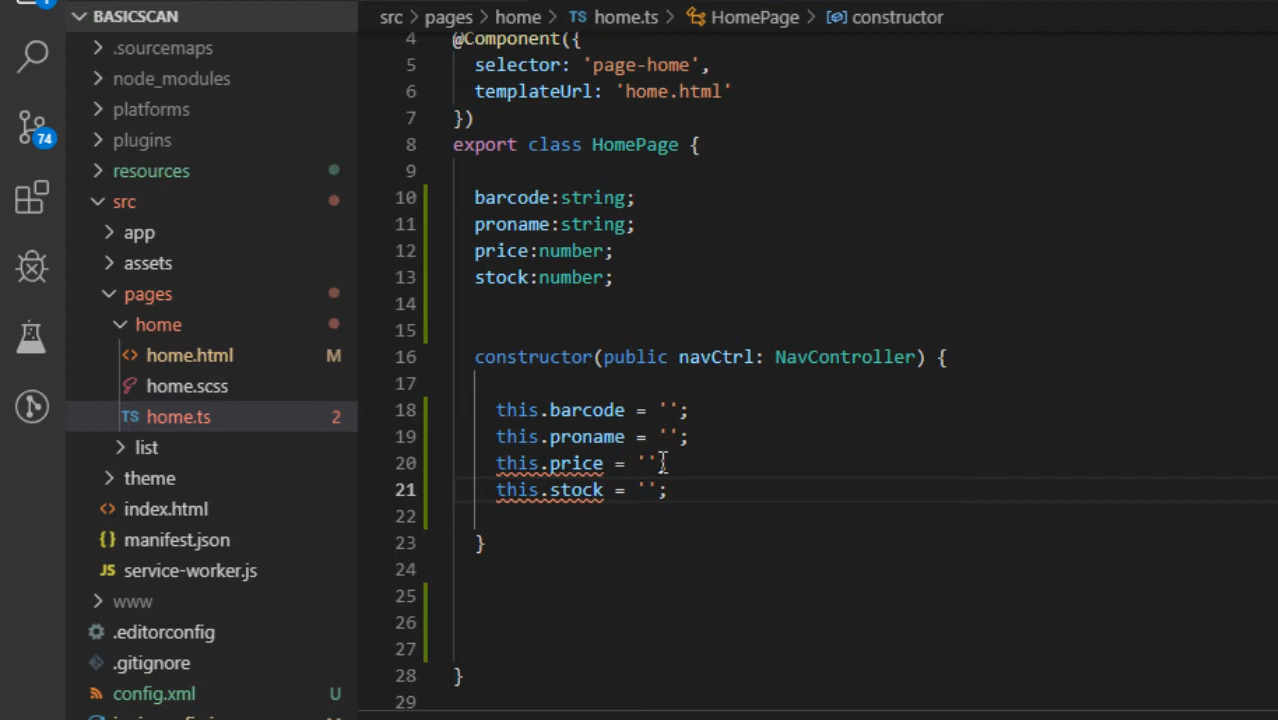 BASICSCAN
.sourcemaps
node_modules
platforms
plugins
resources
src
app
assets
pages
home
home.html M
home.scss
TS home.ts 2
list
theme
index.html
manifest.json
JS service-worker.js
www
.editorconfig
.gitignore
config.xml U
74
src > pages > home > TS home.ts > HomePage > constructor
4 @Component({
5 selector: 'page-home',
6 templateUrl: 'home.html'
7 })
8 export class HomePage {
9
10 barcode:string;
11 proname:string;
12 price:number;
13 stock:number;
14
15
16 constructor(public navCtrl: NavController) {
17
18 this.barcode = '';
19 this.proname = '';
20 this.price = '';
21 this.stock = '';
22
23 }
24
25
26
27
28 }
29